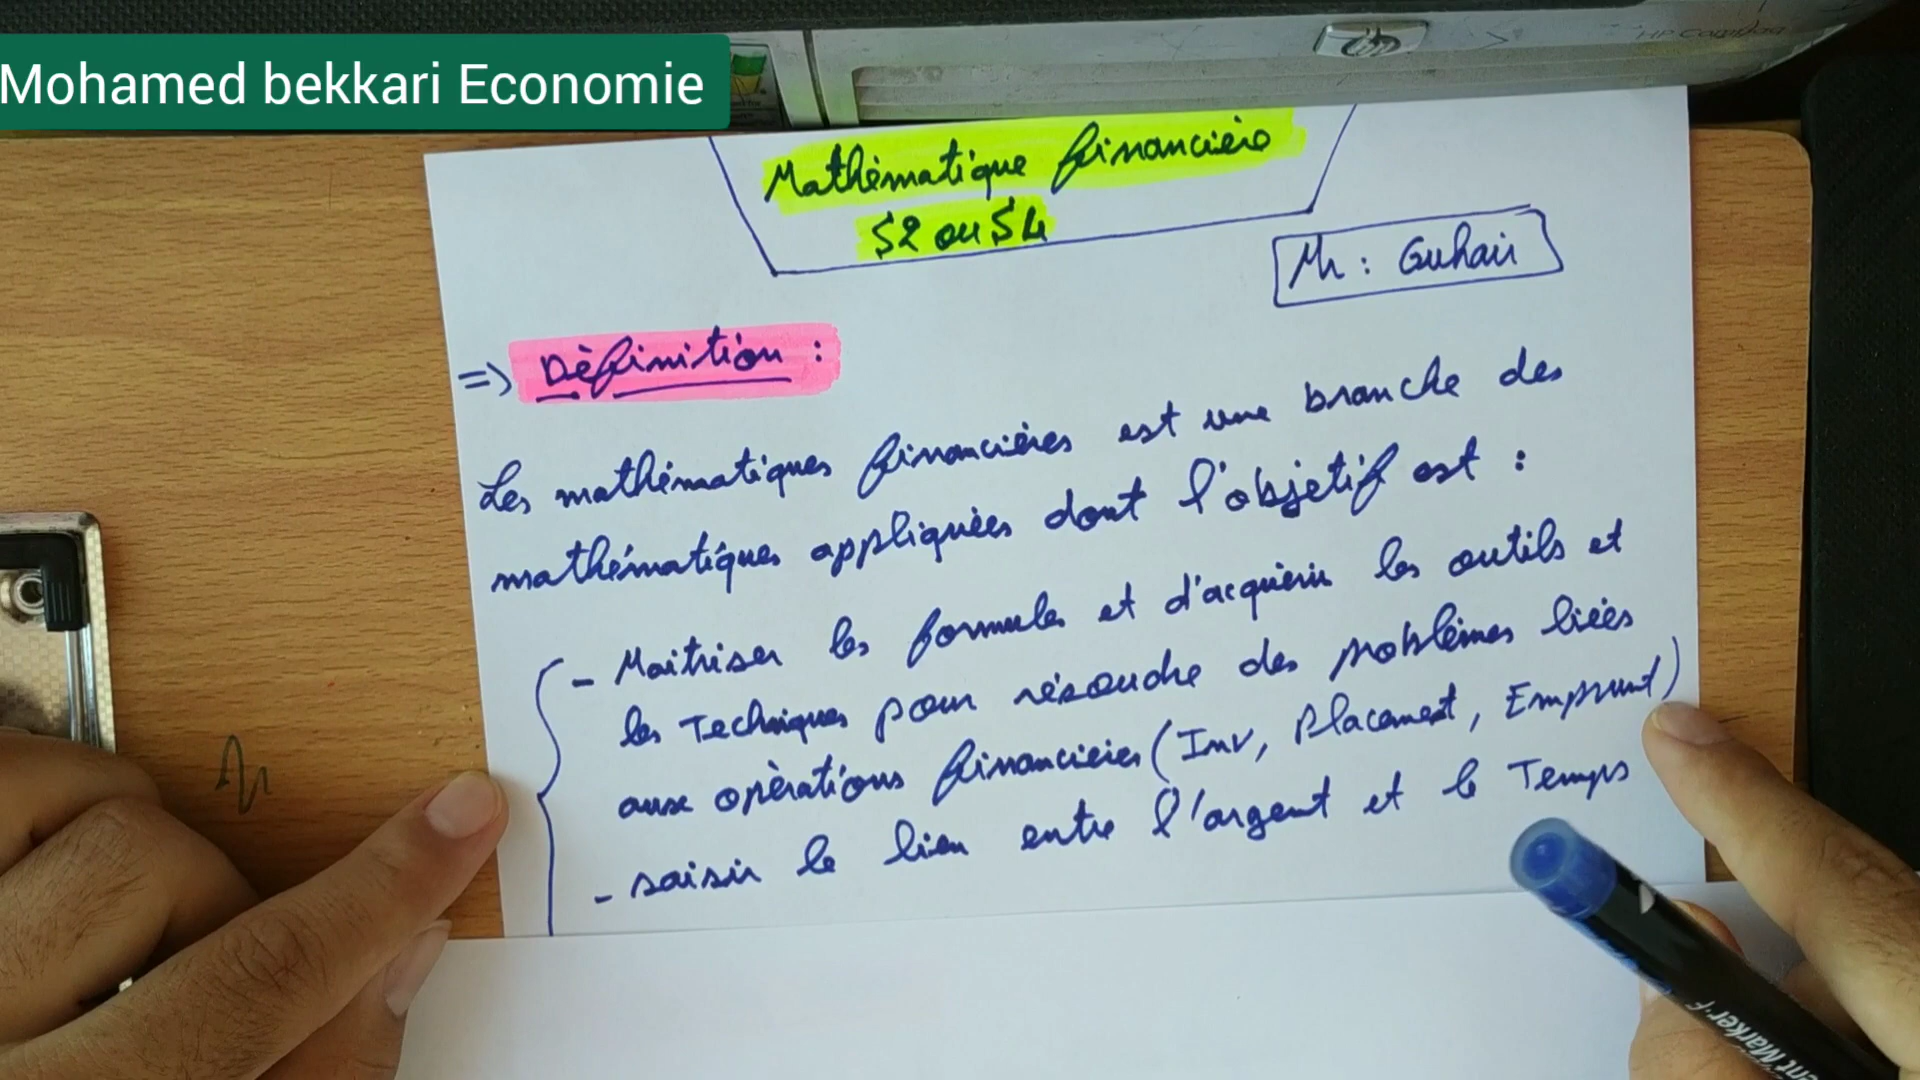 Mohamed bekkari Economie
Mathématique financière
S2 ou S4
Mr : Guhair
=> Définition :
Les mathématiques financières est une branche des
mathématiques appliquées dont l'objetif est :
- Maitriser les formules et d'acquérir les outils et
les Techniques pour résoudre des problèmes liées
aux opérations financières (Inv, Placement, Emprunt)
- saisir le lien entre l'argent et le Temps